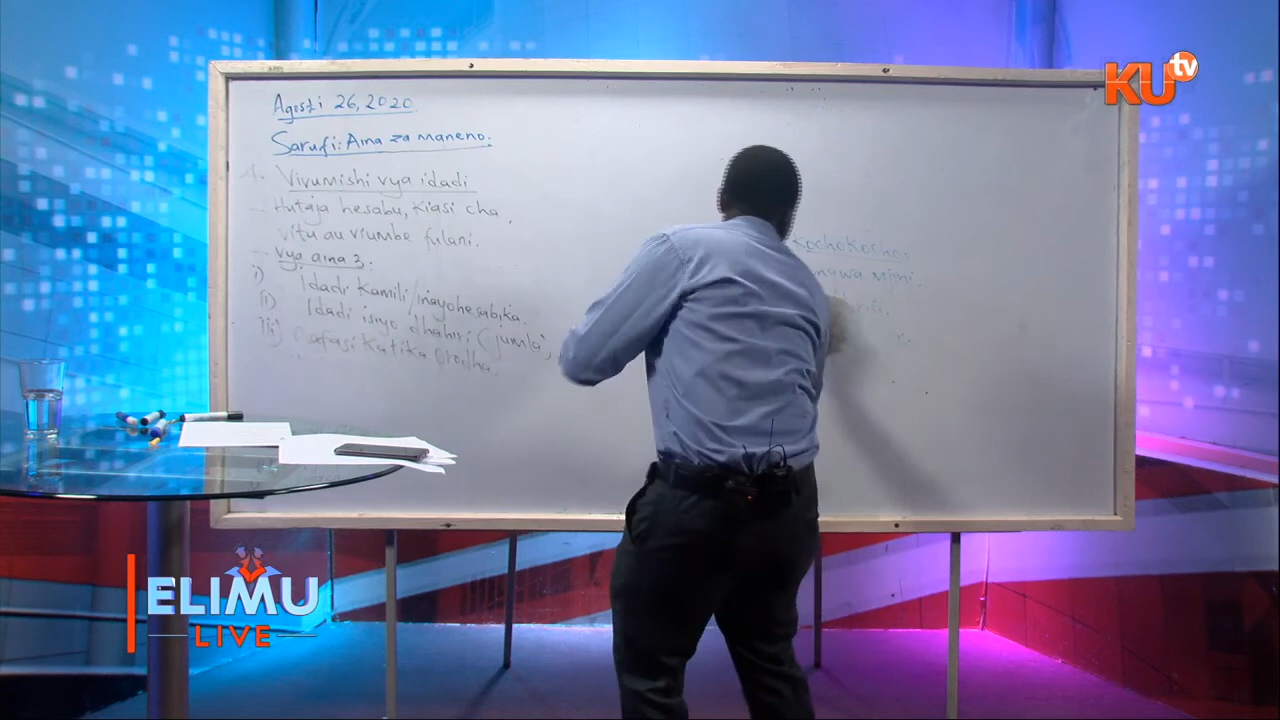 Agosti 26, 2020
Sarufi: Aina za maneno.
1. Vivumishi vya idadi
- Hutaja hesabu, kiasi cha
vitu au viumbe fulani.
- Vya aina 3:
i) Idadi kamili/inayohesabika.
ii) Idadi isiyo dhahiri (jumla)
iii) Nafasi katika orodha.
kochokocho.
mjini.
KU tv
ELIMU
LIVE